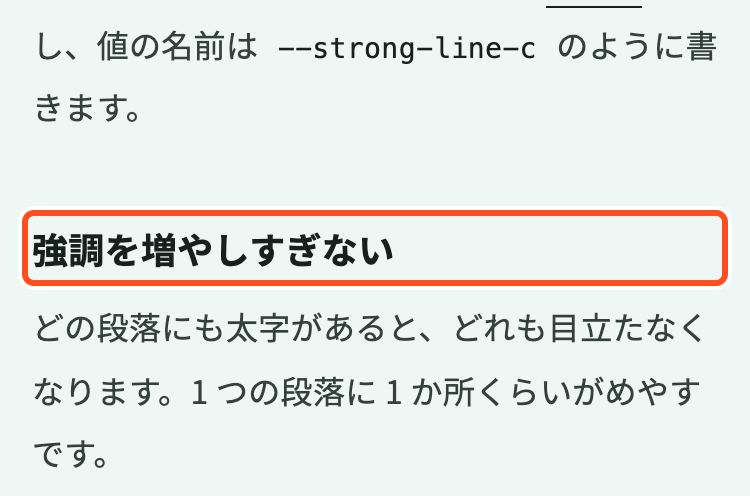 し、値の名前は --strong-line-c のように書
きます。
強調を増やしすぎない
どの段落にも太字があると、どれも目立たなく
なります。1 つの段落に 1 か所くらいがめやす
です。